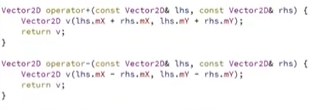 Vector2D operator+(const Vector2D& lhs, const Vector2D& rhs) {
Vector2D v(lhs.mX + rhs.mX, lhs.mY + rhs.mY);
return v;
}
Vector2D operator-(const Vector2D& lhs, const Vector2D& rhs) {
Vector2D v(lhs.mX - rhs.mX, lhs.mY - rhs.mY);
return v;
}